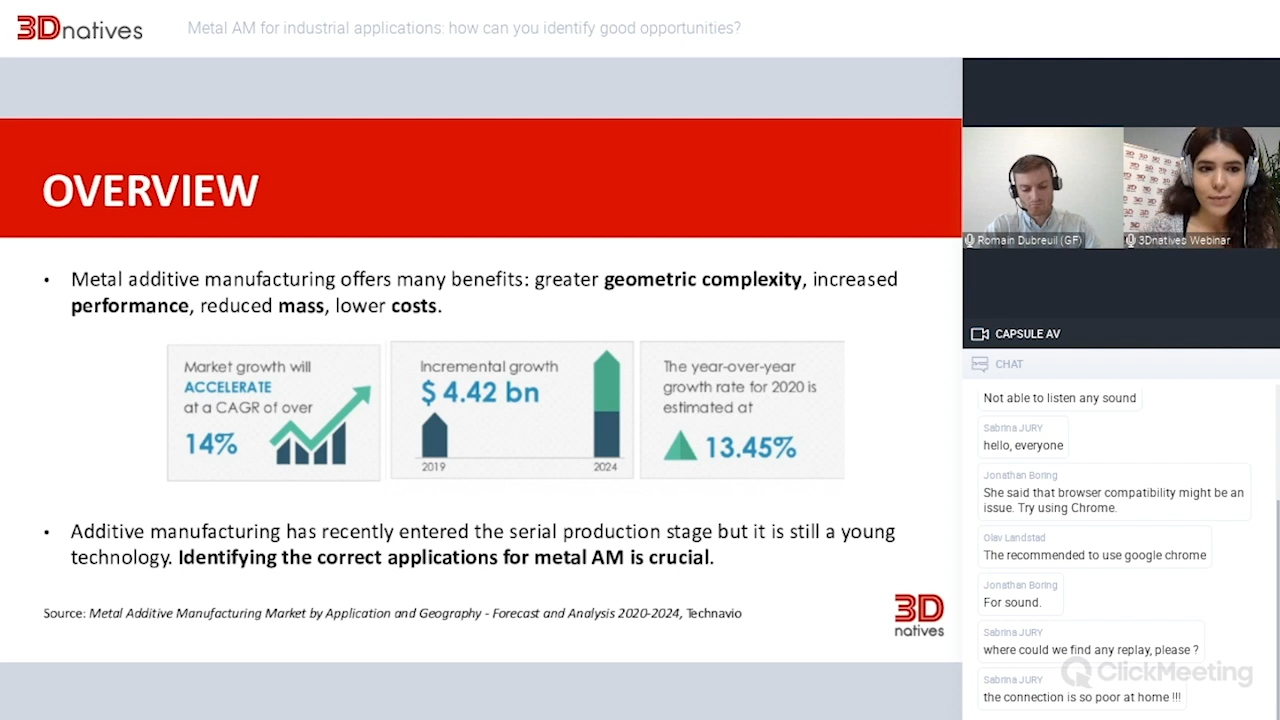 3Dnatives
Metal AM for industrial applications: how can you identify good opportunities?
OVERVIEW
• Metal additive manufacturing offers many benefits: greater geometric complexity, increased
performance, reduced mass, lower costs.
Market growth will
ACCELERATE
at a CAGR of over
14%
Incremental growth
$ 4.42 bn
2019
2024
The year-over-year
growth rate for 2020 is
estimated at
13.45%
• Additive manufacturing has recently entered the serial production stage but it is still a young
technology. Identifying the correct applications for metal AM is crucial.
Source: Metal Additive Manufacturing Market by Application and Geography - Forecast and Analysis 2020-2024, Technavio
3D
natives
Romain Dubreuil (GF)
3Dnatives Webinar
CAPSULE AV
CHAT
Not able to listen any sound
Sabrina JURY
hello, everyone
Jonathan Boring
She said that browser compatibility might be an
issue. Try using Chrome.
Olav Landstad
The recommended to use google chrome
Jonathan Boring
For sound.
Sabrina JURY
where could we find any replay, please ?
ClickMeeting
Sabrina JURY
the connection is so poor at home !!!